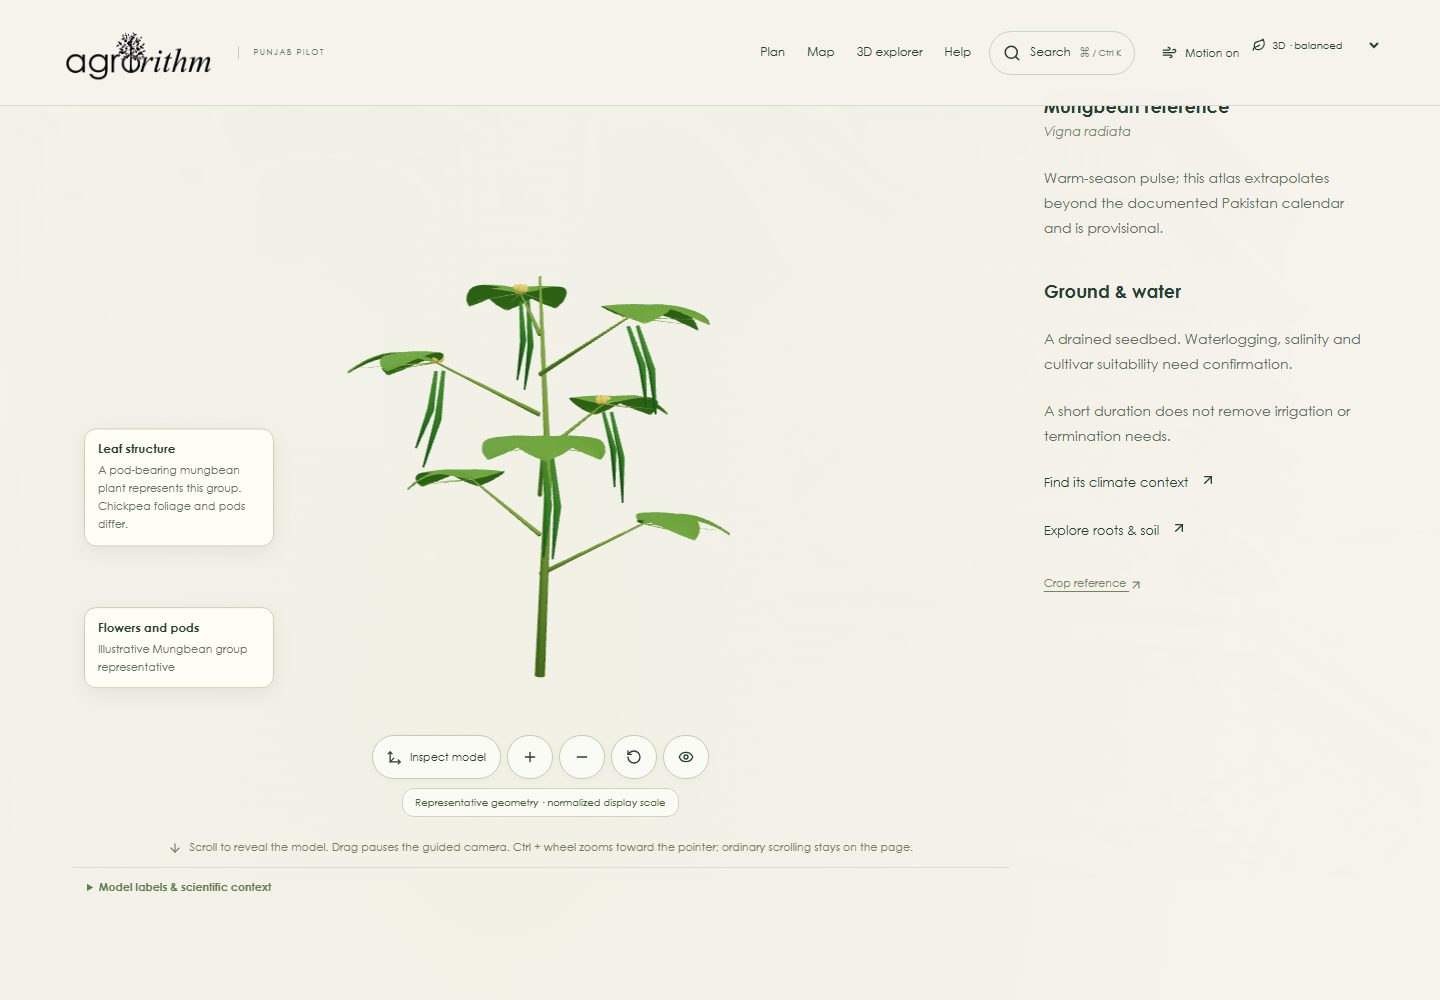 agrorithm
PUNJAB PILOT
Plan
Map
3D explorer
Help
Search ⌘ / Ctrl K
Motion on
3D · balanced
Mungbean reference
Vigna radiata
Warm-season pulse; this atlas extrapolates
beyond the documented Pakistan calendar
and is provisional.
Ground & water
A drained seedbed. Waterlogging, salinity and
cultivar suitability need confirmation.
A short duration does not remove irrigation or
termination needs.
Find its climate context
Explore roots & soil
Crop reference
Leaf structure
A pod-bearing mungbean
plant represents this group.
Chickpea foliage and pods
differ.
Flowers and pods
Illustrative Mungbean group
representative
Inspect model
Representative geometry · normalized display scale
Scroll to reveal the model. Drag pauses the guided camera. Ctrl + wheel zooms toward the pointer; ordinary scrolling stays on the page.
Model labels & scientific context